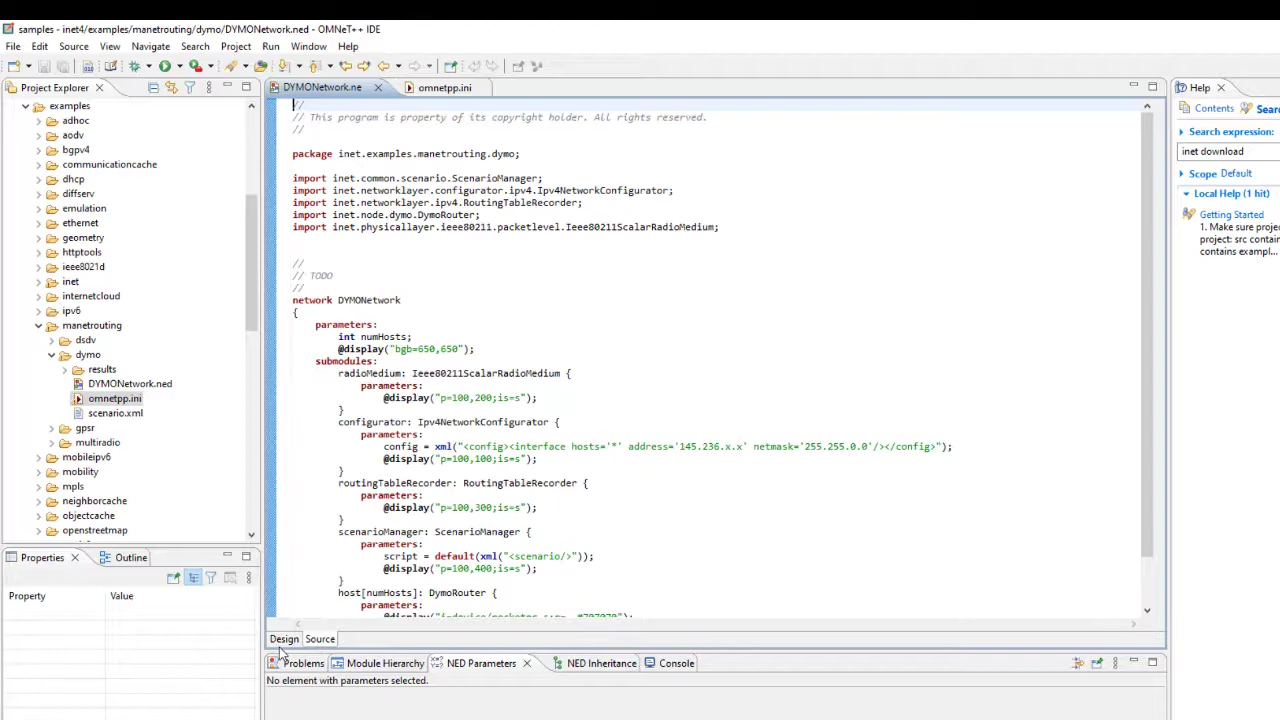 samples - inet4/examples/manetrouting/dymo/DYMONetwork.ned - OMNeT++ IDE
File Edit Source View Navigate Search Project Run Window Help
Project Explorer
examples
adhoc
aodv
bgpv4
communicationcache
dhcp
diffserv
emulation
ethernet
geometry
httptools
ieee8021d
inet
internetcloud
ipv6
manetrouting
dsdv
dymo
results
DYMONetwork.ned
omnetpp.ini
scenario.xml
gpsr
multiradio
mobileipv6
mobility
mpls
neighborcache
objectcache
openstreetmap
Properties Outline
Property Value
DYMONetwork.ne omnetpp.ini
//
// This program is property of its copyright holder. All rights reserved.
//
package inet.examples.manetrouting.dymo;
import inet.common.scenario.ScenarioManager;
import inet.networklayer.configurator.ipv4.Ipv4NetworkConfigurator;
import inet.networklayer.ipv4.RoutingTableRecorder;
import inet.node.dymo.DymoRouter;
import inet.physicallayer.ieee80211.packetlevel.Ieee80211ScalarRadioMedium;
//
// TODO
//
network DYMONetwork
{
parameters:
int numHosts;
@display("bgb=650,650");
submodules:
radioMedium: Ieee80211ScalarRadioMedium {
parameters:
@display("p=100,200;is=s");
}
configurator: Ipv4NetworkConfigurator {
parameters:
config = xml("<config><interface hosts='*' address='145.236.x.x' netmask='255.255.0.0'/></config>");
@display("p=100,100;is=s");
}
routingTableRecorder: RoutingTableRecorder {
parameters:
@display("p=100,300;is=s");
}
scenarioManager: ScenarioManager {
parameters:
script = default(xml("<scenario/>"));
@display("p=100,400;is=s");
}
host[numHosts]: DymoRouter {
parameters:
Design Source
Problems Module Hierarchy NED Parameters NED Inheritance Console
No element with parameters selected.
Help
Contents Sear
Search expression:
inet download
Scope Default
Local Help (1 hit)
Getting Started
1. Make sure proje
project: src contain
contains exampl...